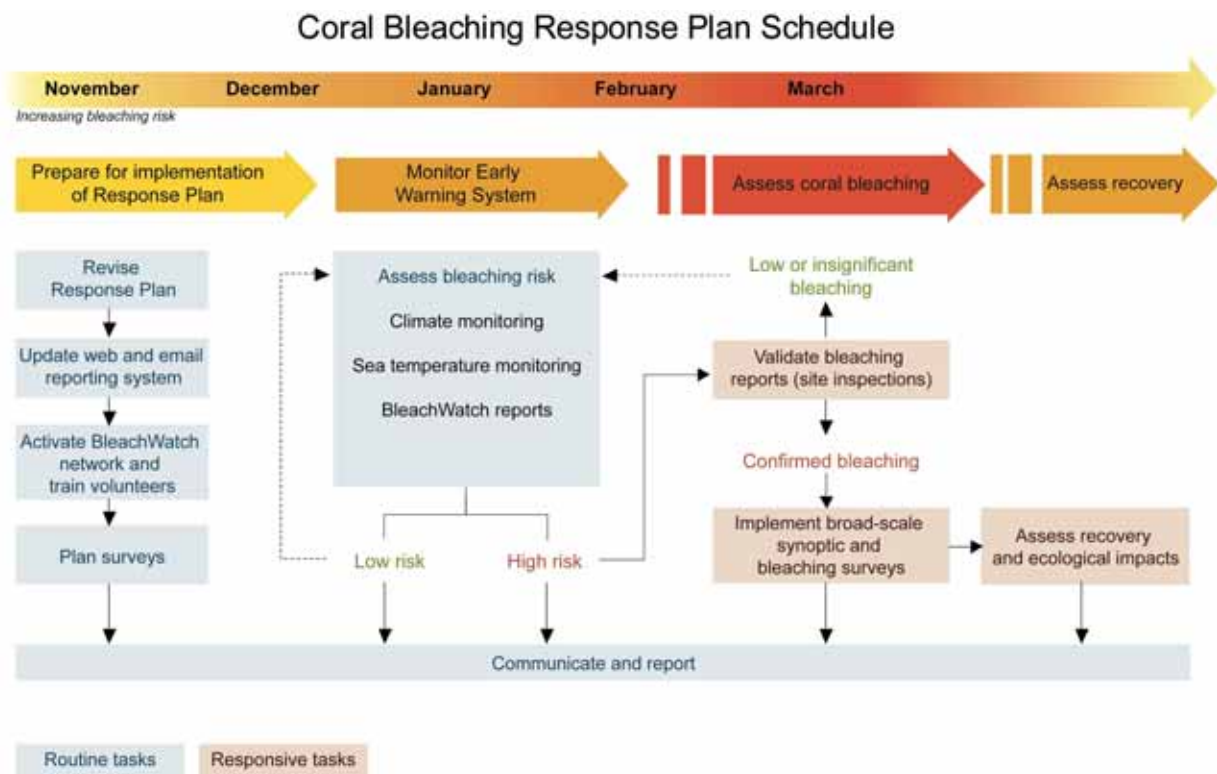 Coral Bleaching Response Plan Schedule
November December January February March
Increasing bleaching risk
Prepare for implementation
of Response Plan
Monitor Early
Warning System
Assess coral bleaching
Assess recovery
Revise
Response Plan
Update web and email
reporting system
Activate BleachWatch
network and
train volunteers
Plan surveys
Assess bleaching risk
Climate monitoring
Sea temperature monitoring
BleachWatch reports
Low risk
High risk
Low or insignificant
bleaching
Validate bleaching
reports (site inspections)
Confirmed bleaching
Implement broad-scale
synoptic and
bleaching surveys
Assess recovery
and ecological impacts
Communicate and report
Routine tasks
Responsive tasks